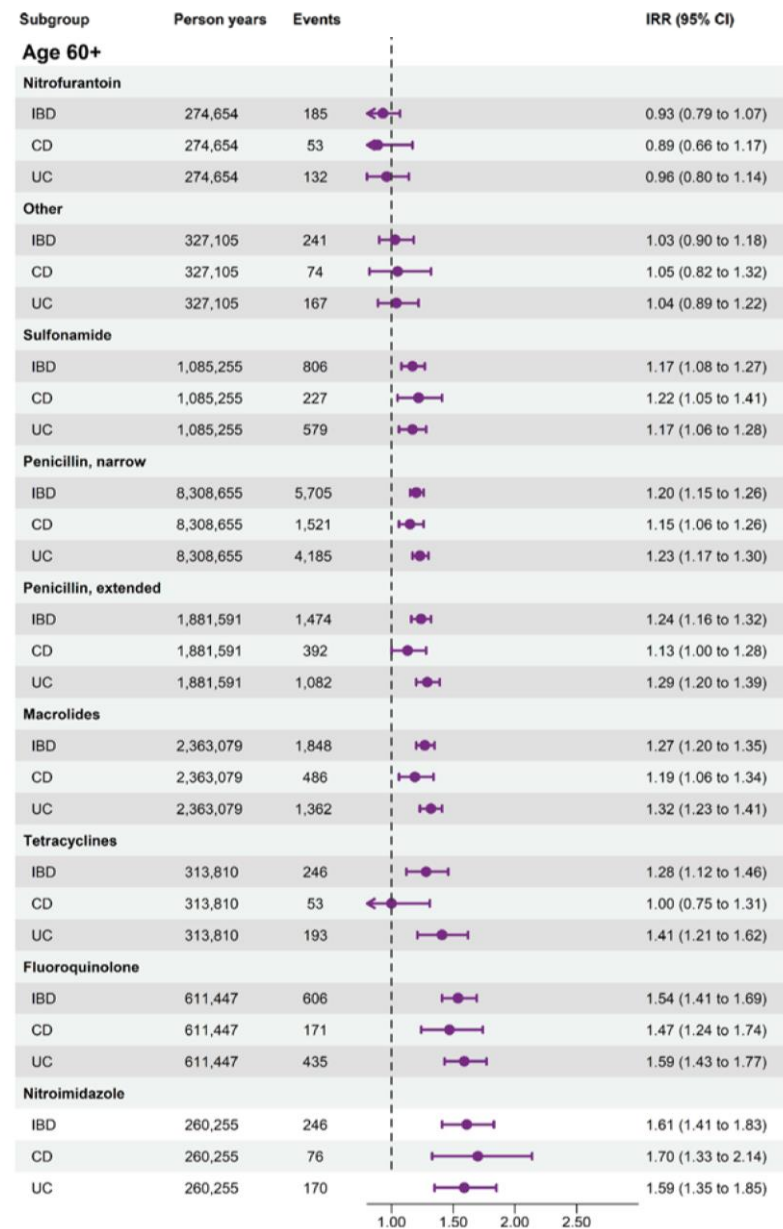 Subgroup Person years Events IRR (95% CI)
Age 60+
Nitrofurantoin
IBD 274,654 185 0.93 (0.79 to 1.07)
CD 274,654 53 0.89 (0.66 to 1.17)
UC 274,654 132 0.96 (0.80 to 1.14)
Other
IBD 327,105 241 1.03 (0.90 to 1.18)
CD 327,105 74 1.05 (0.82 to 1.32)
UC 327,105 167 1.04 (0.89 to 1.22)
Sulfonamide
IBD 1,085,255 806 1.17 (1.08 to 1.27)
CD 1,085,255 227 1.22 (1.05 to 1.41)
UC 1,085,255 579 1.17 (1.06 to 1.28)
Penicillin, narrow
IBD 8,308,655 5,705 1.20 (1.15 to 1.26)
CD 8,308,655 1,521 1.15 (1.06 to 1.26)
UC 8,308,655 4,185 1.23 (1.17 to 1.30)
Penicillin, extended
IBD 1,881,591 1,474 1.24 (1.16 to 1.32)
CD 1,881,591 392 1.13 (1.00 to 1.28)
UC 1,881,591 1,082 1.29 (1.20 to 1.39)
Macrolides
IBD 2,363,079 1,848 1.27 (1.20 to 1.35)
CD 2,363,079 486 1.19 (1.06 to 1.34)
UC 2,363,079 1,362 1.32 (1.23 to 1.41)
Tetracyclines
IBD 313,810 246 1.28 (1.12 to 1.46)
CD 313,810 53 1.00 (0.75 to 1.31)
UC 313,810 193 1.41 (1.21 to 1.62)
Fluoroquinolone
IBD 611,447 606 1.54 (1.41 to 1.69)
CD 611,447 171 1.47 (1.24 to 1.74)
UC 611,447 435 1.59 (1.43 to 1.77)
Nitroimidazole
IBD 260,255 246 1.61 (1.41 to 1.83)
CD 260,255 76 1.70 (1.33 to 2.14)
UC 260,255 170 1.59 (1.35 to 1.85)
1.00 1.50 2.00 2.50